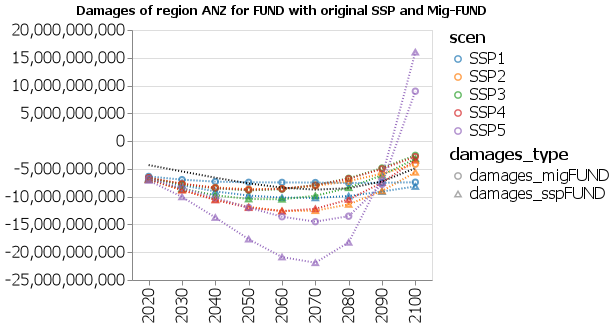 Damages of region ANZ for FUND with original SSP and Mig-FUND
20,000,000,000
15,000,000,000
10,000,000,000
5,000,000,000
0
-5,000,000,000
-10,000,000,000
-15,000,000,000
-20,000,000,000
-25,000,000,000
2020
2030
2040
2050
2060
2070
2080
2090
2100
scen
SSP1
SSP2
SSP3
SSP4
SSP5
damages_type
damages_migFUND
damages_sspFUND